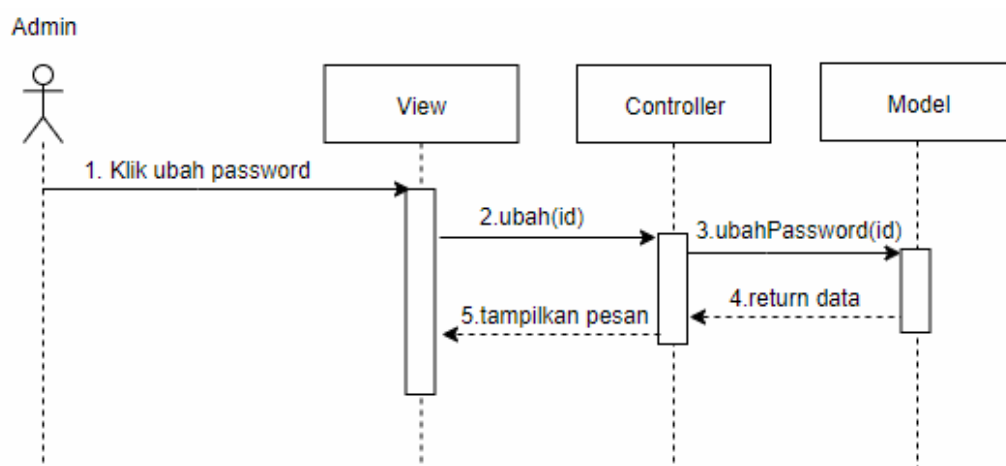 Admin
View
Controller
Model
1. Klik ubah password
2.ubah(id)
3.ubahPassword(id)
4.return data
5.tampilkan pesan